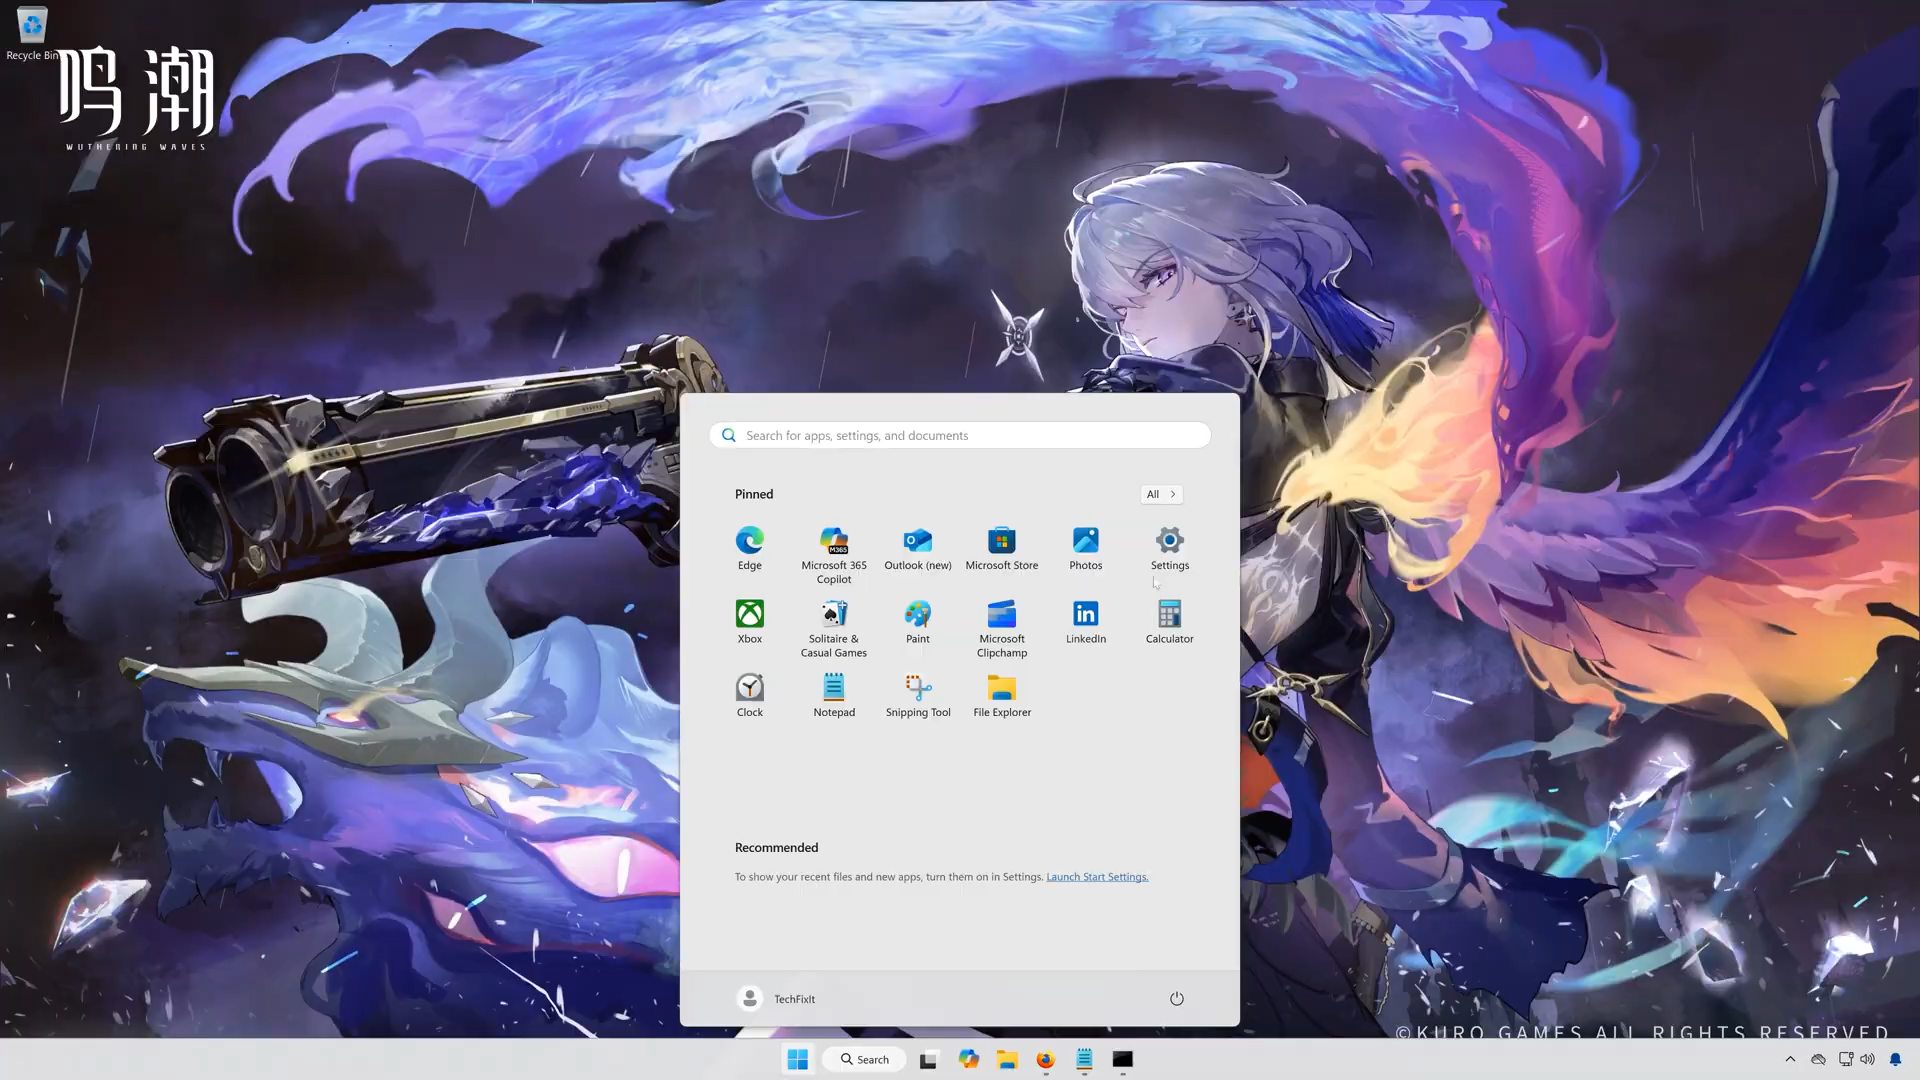 Recycle Bin
鸣潮
WUTHERING WAVES
Search for apps, settings, and documents
Pinned
All
Edge
Microsoft 365
Copilot
Outlook (new)
Microsoft Store
Photos
Settings
M365
Xbox
Solitaire &
Casual Games
Paint
Microsoft
Clipchamp
LinkedIn
Calculator
in
Clock
Notepad
Snipping Tool
File Explorer
Recommended
To show your recent files and new apps, turn them on in Settings. Launch Start Settings.
TechFixIt
©KURO GAMES ALL RIGHTS RESERVED
Search